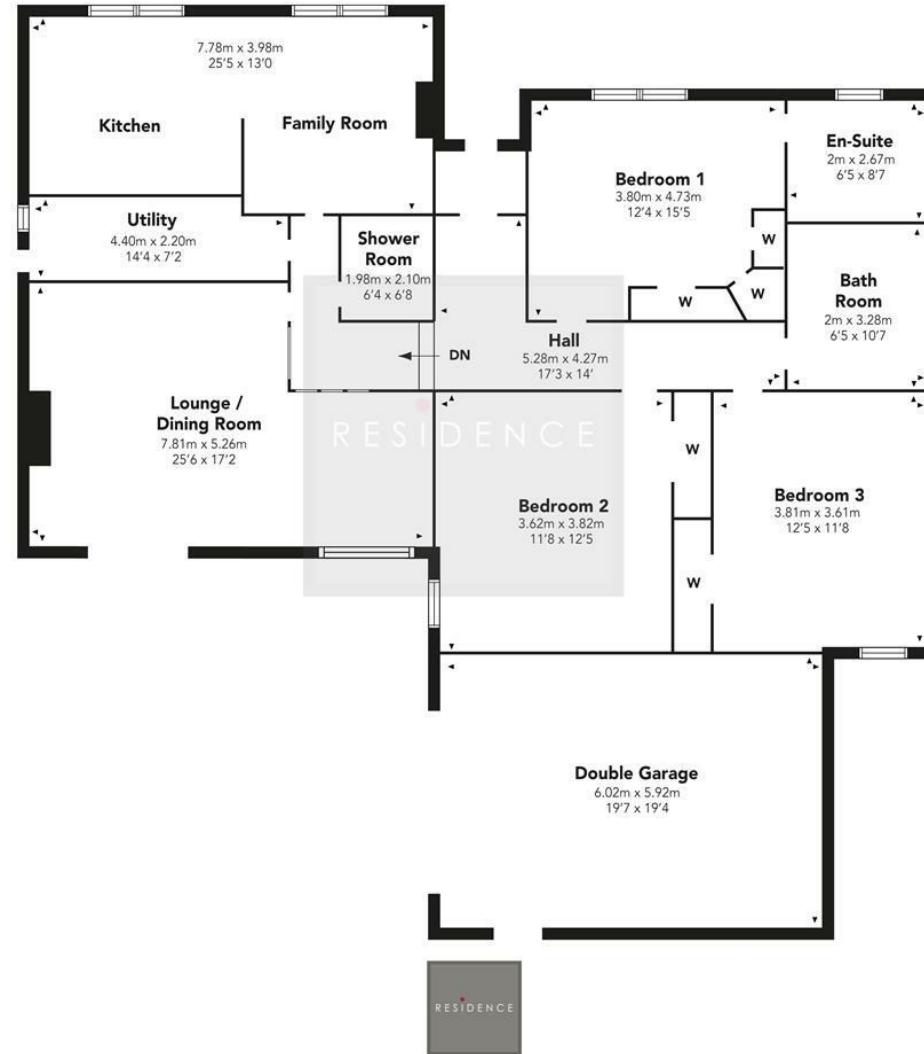 7.78m x 3.98m
25'5 x 13'0
Kitchen
Family Room
Utility
4.40m x 2.20m
14'4 x 7'2
Shower
Room
1.98m x 2.10m
6'4 x 6'8
Bedroom 1
3.80m x 4.73m
12'4 x 15'5
En-Suite
2m x 2.67m
6'5 x 8'7
W
W
W
Bath
Room
2m x 3.28m
6'5 x 10'7
Hall
5.28m x 4.27m
17'3 x 14'
DN
Lounge /
Dining Room
7.81m x 5.26m
25'6 x 17'2
RESIDENCE
W
Bedroom 2
3.62m x 3.82m
11'8 x 12'5
Bedroom 3
3.81m x 3.61m
12'5 x 11'8
W
Double Garage
6.02m x 5.92m
19'7 x 19'4
RESIDENCE